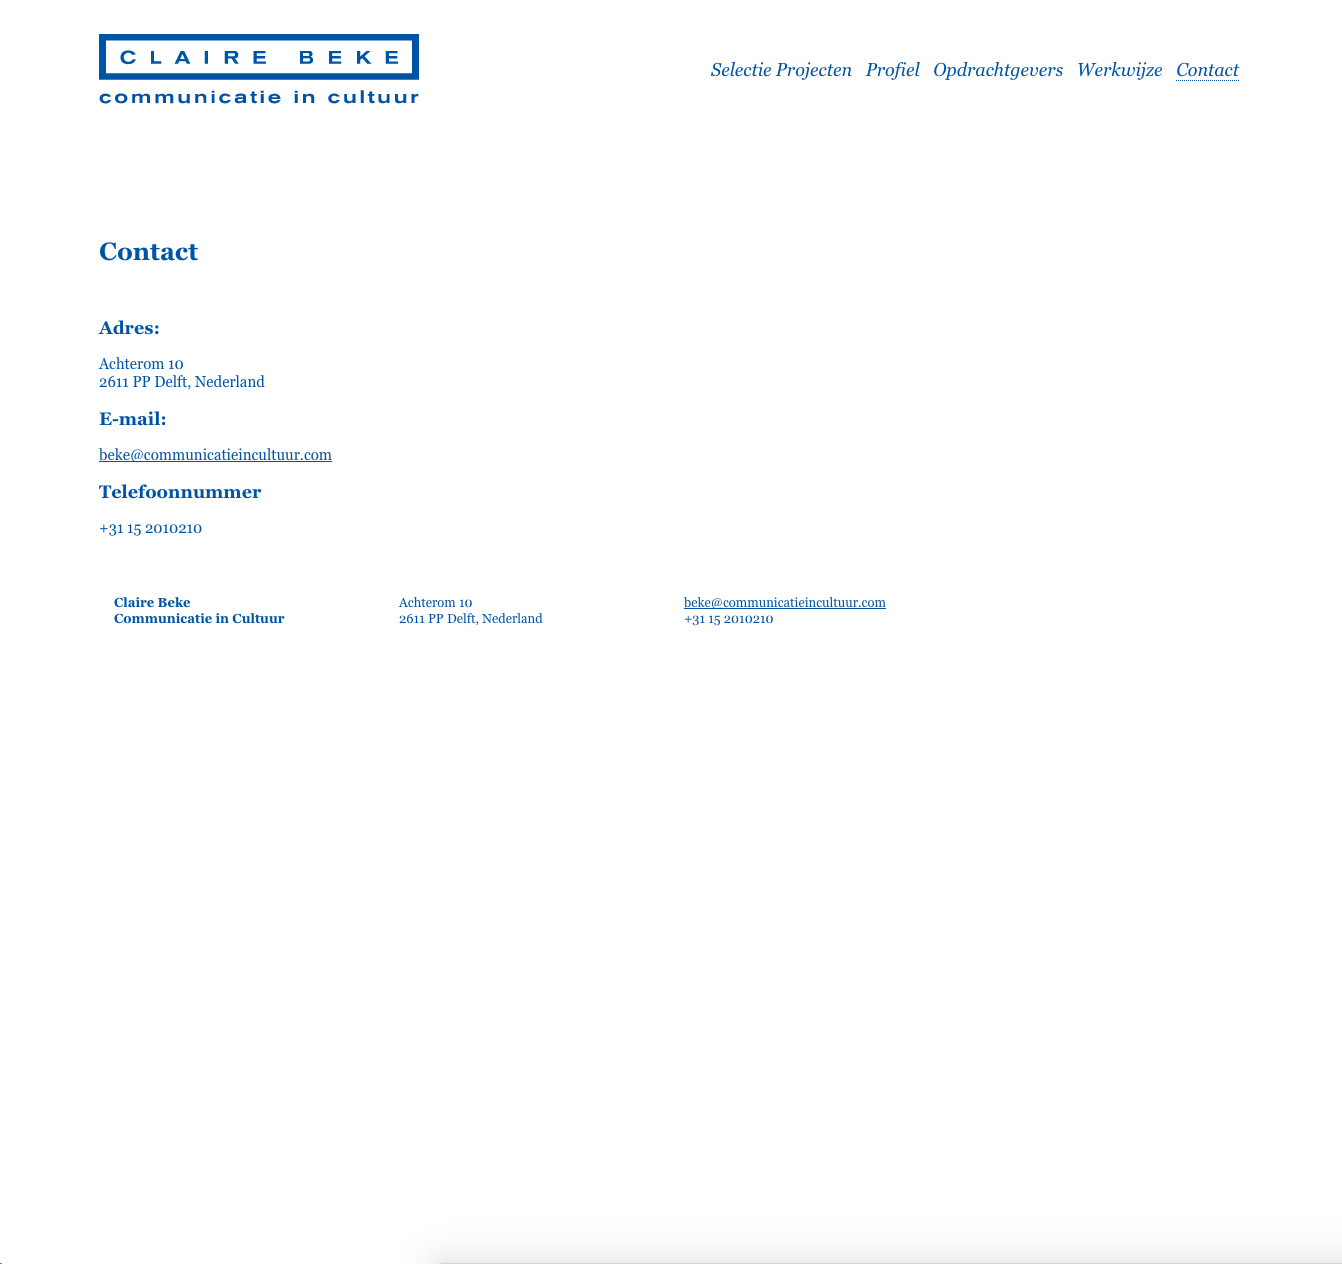 CLAIRE BEKE
communicatie in cultuur
Selectie Projecten Profiel Opdrachtgevers Werkwijze Contact
Contact
Adres:
Achterom 10
2611 PP Delft, Nederland
E-mail:
beke@communicatieincultuur.com
Telefoonnummer
+31 15 2010210
Claire Beke
Communicatie in Cultuur
Achterom 10
2611 PP Delft, Nederland
beke@communicatieincultuur.com
+31 15 2010210